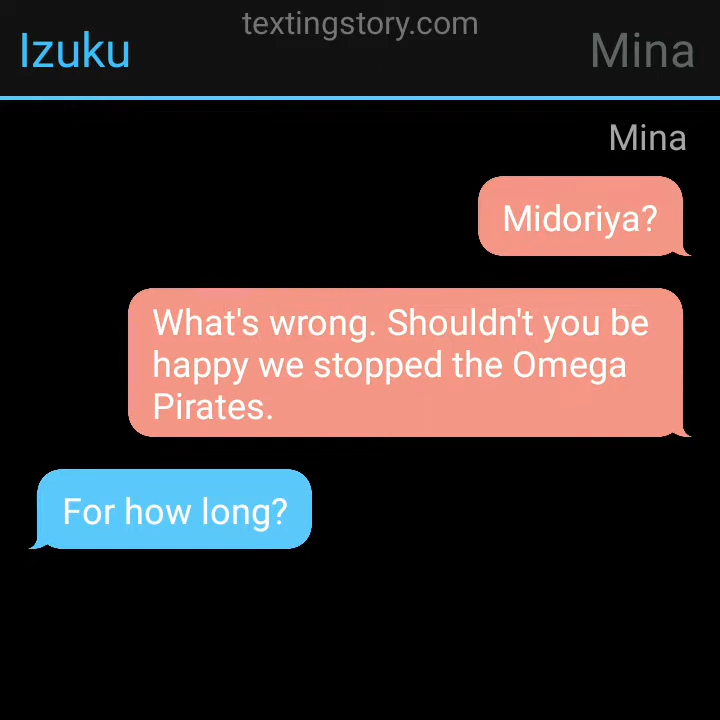 textingstory.com
Izuku
Mina
Mina
Midoriya?
What's wrong. Shouldn't you be
happy we stopped the Omega
Pirates.
For how long?